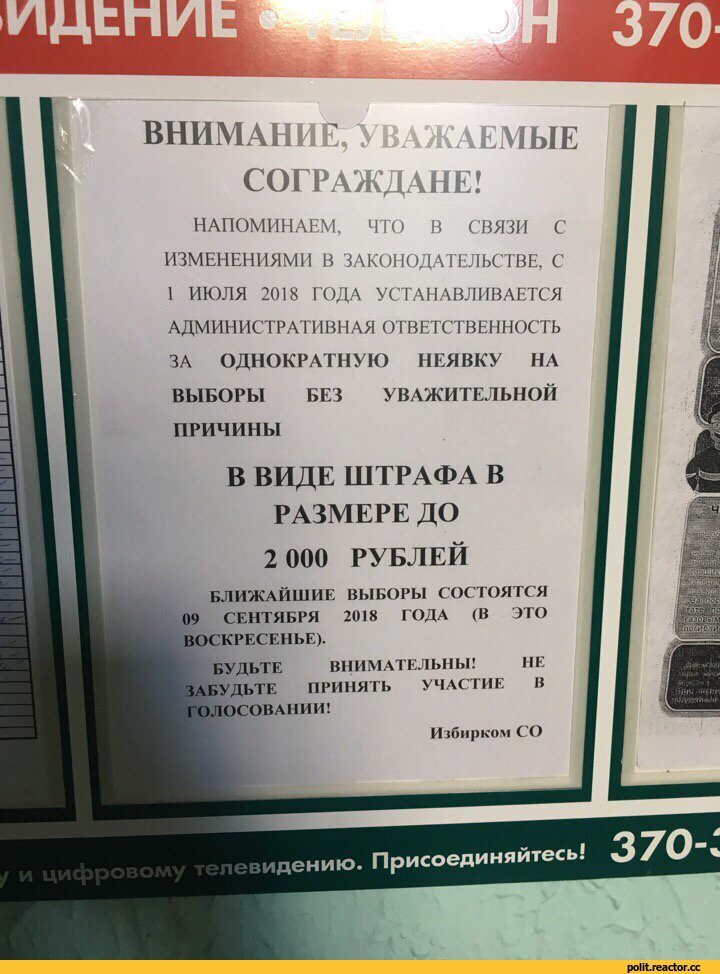 ВИДЕНИЕ • ТЕЛЕФОН 370-
ВНИМАНИЕ, УВАЖАЕМЫЕ
СОГРАЖДАНЕ!
НАПОМИНАЕМ, ЧТО В СВЯЗИ С
ИЗМЕНЕНИЯМИ В ЗАКОНОДАТЕЛЬСТВЕ, С
1 ИЮЛЯ 2018 ГОДА УСТАНАВЛИВАЕТСЯ
АДМИНИСТРАТИВНАЯ ОТВЕТСТВЕННОСТЬ
ЗА ОДНОКРАТНУЮ НЕЯВКУ НА
ВЫБОРЫ БЕЗ УВАЖИТЕЛЬНОЙ
ПРИЧИНЫ
В ВИДЕ ШТРАФА В
РАЗМЕРЕ ДО
2 000 РУБЛЕЙ
БЛИЖАЙШИЕ ВЫБОРЫ СОСТОЯТСЯ
09 СЕНТЯБРЯ 2018 ГОДА (В ЭТО
ВОСКРЕСЕНЬЕ).
БУДЬТЕ ВНИМАТЕЛЬНЫ! НЕ
ЗАБУДЬТЕ ПРИНЯТЬ УЧАСТИЕ В
ГОЛОСОВАНИИ!
Избирком СО
у и цифровому телевидению. Присоединяйтесь! 370-3
polit.reactor.cc